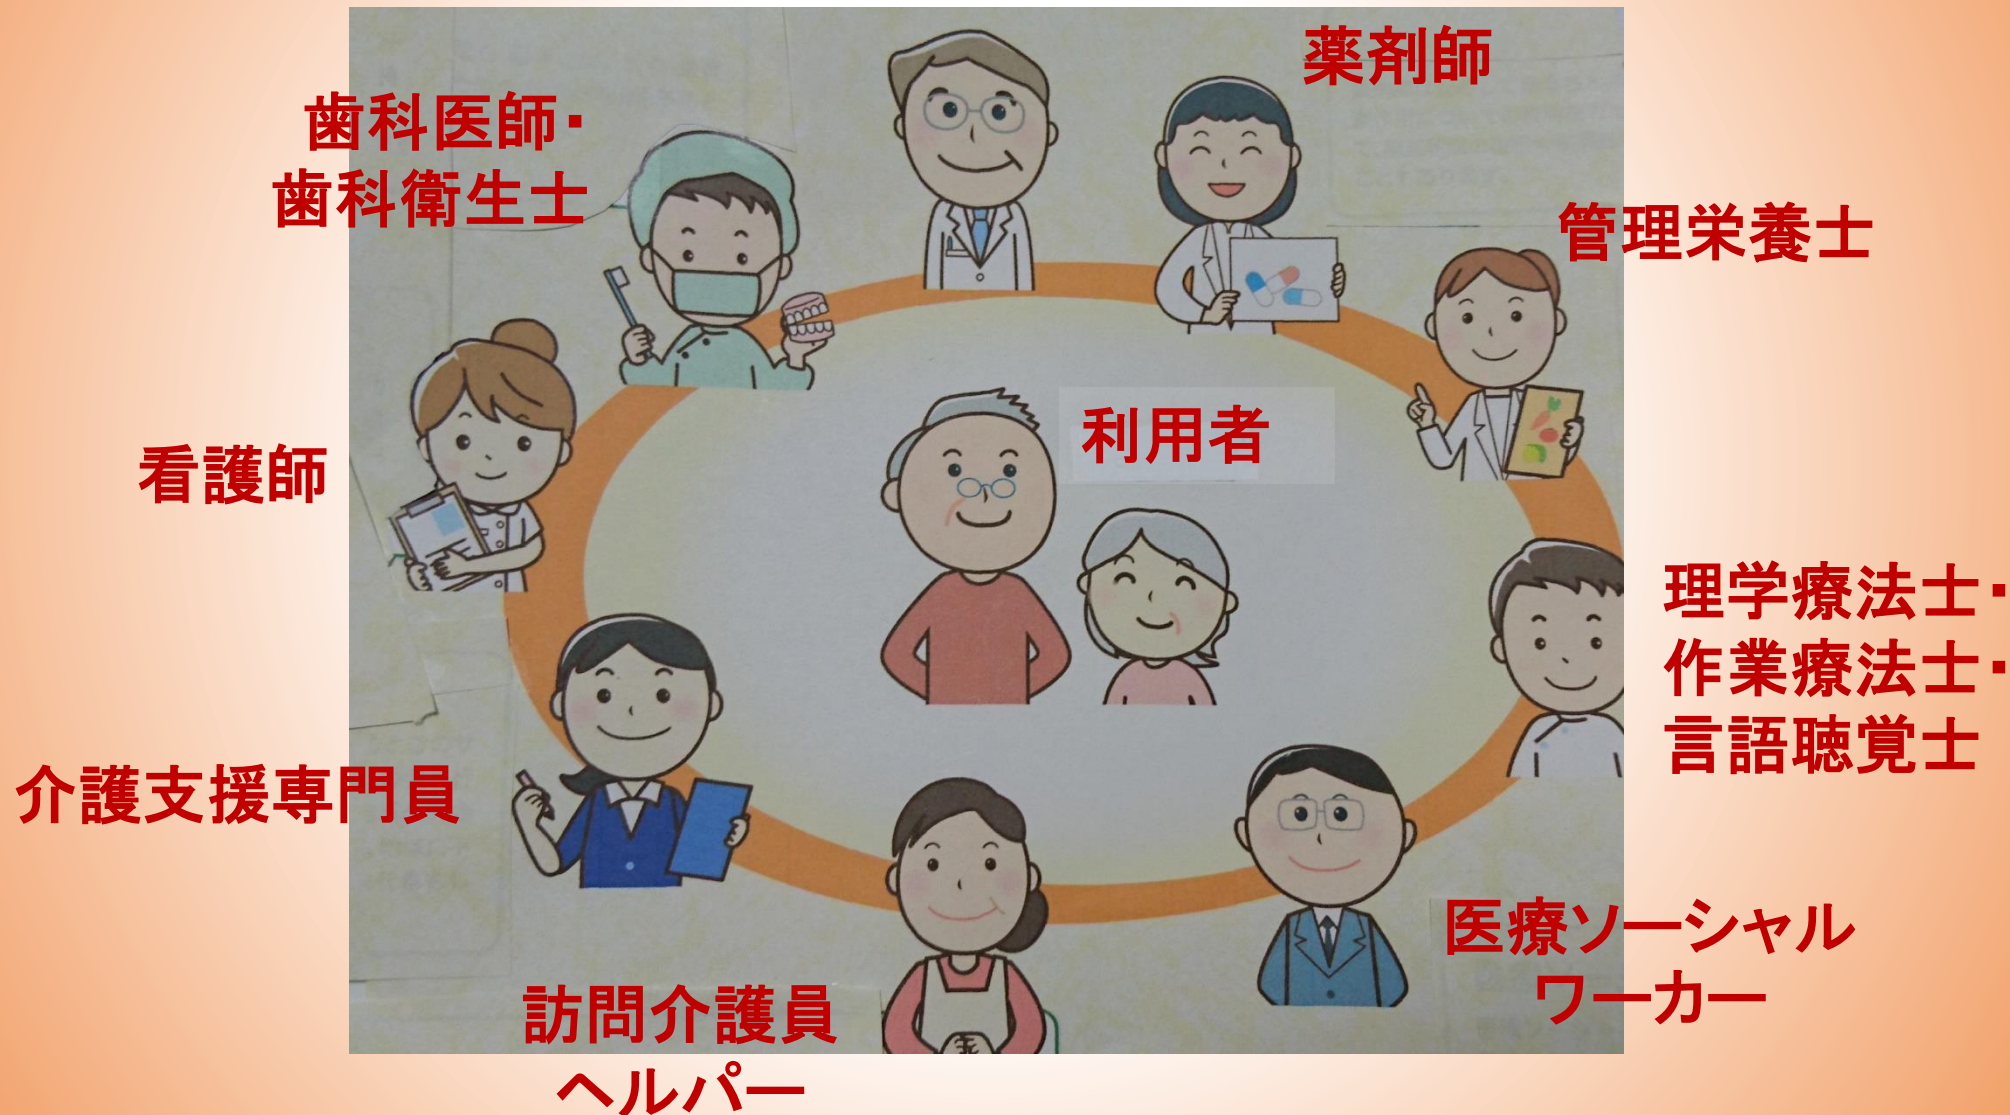 薬剤師
歯科医師・
歯科衛生士
管理栄養士
利用者
看護師
理学療法士・
作業療法士・
言語聴覚士
介護支援専門員
医療ソーシャル
ワーカー
訪問介護員
ヘルパー